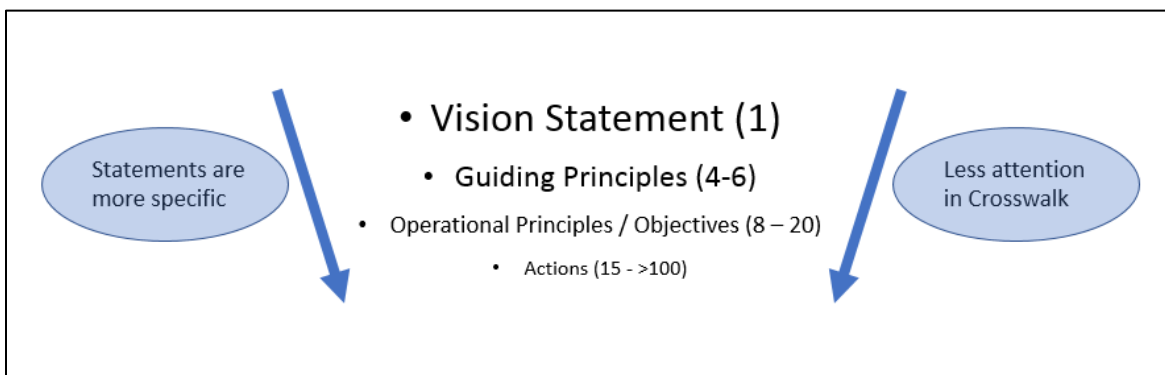 • Vision Statement (1)
• Guiding Principles (4-6)
• Operational Principles / Objectives (8 – 20)
• Actions (15 - >100)
Statements are
more specific
Less attention
in Crosswalk